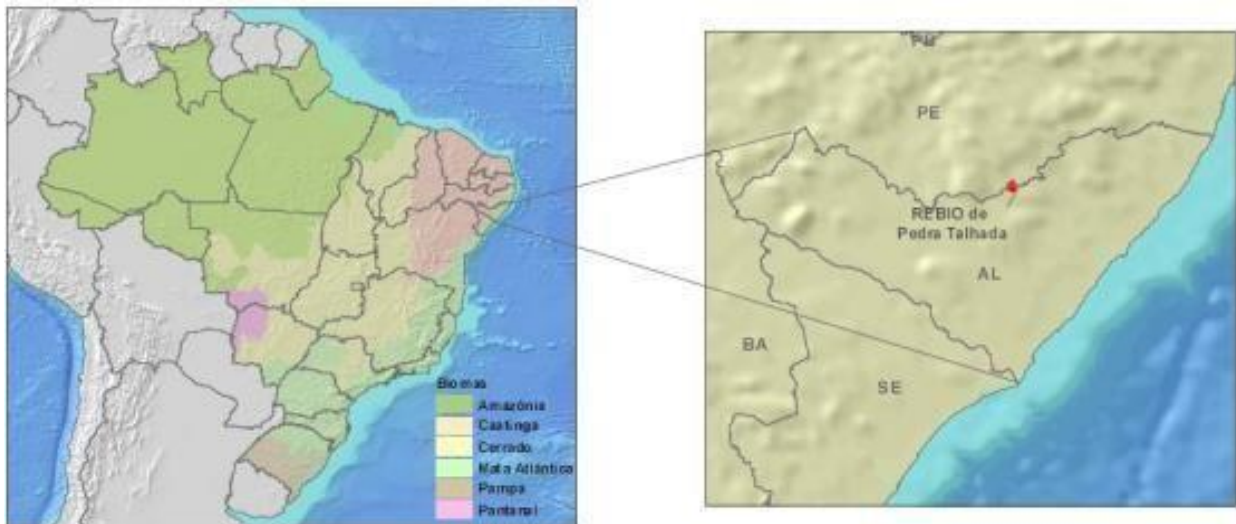 Biomas
Amazônia
Caatinga
Cerrado
Mata Atlântica
Pampa
Pantanal
PE
REBIO de
Pedra Talhada
AL
BA
SE